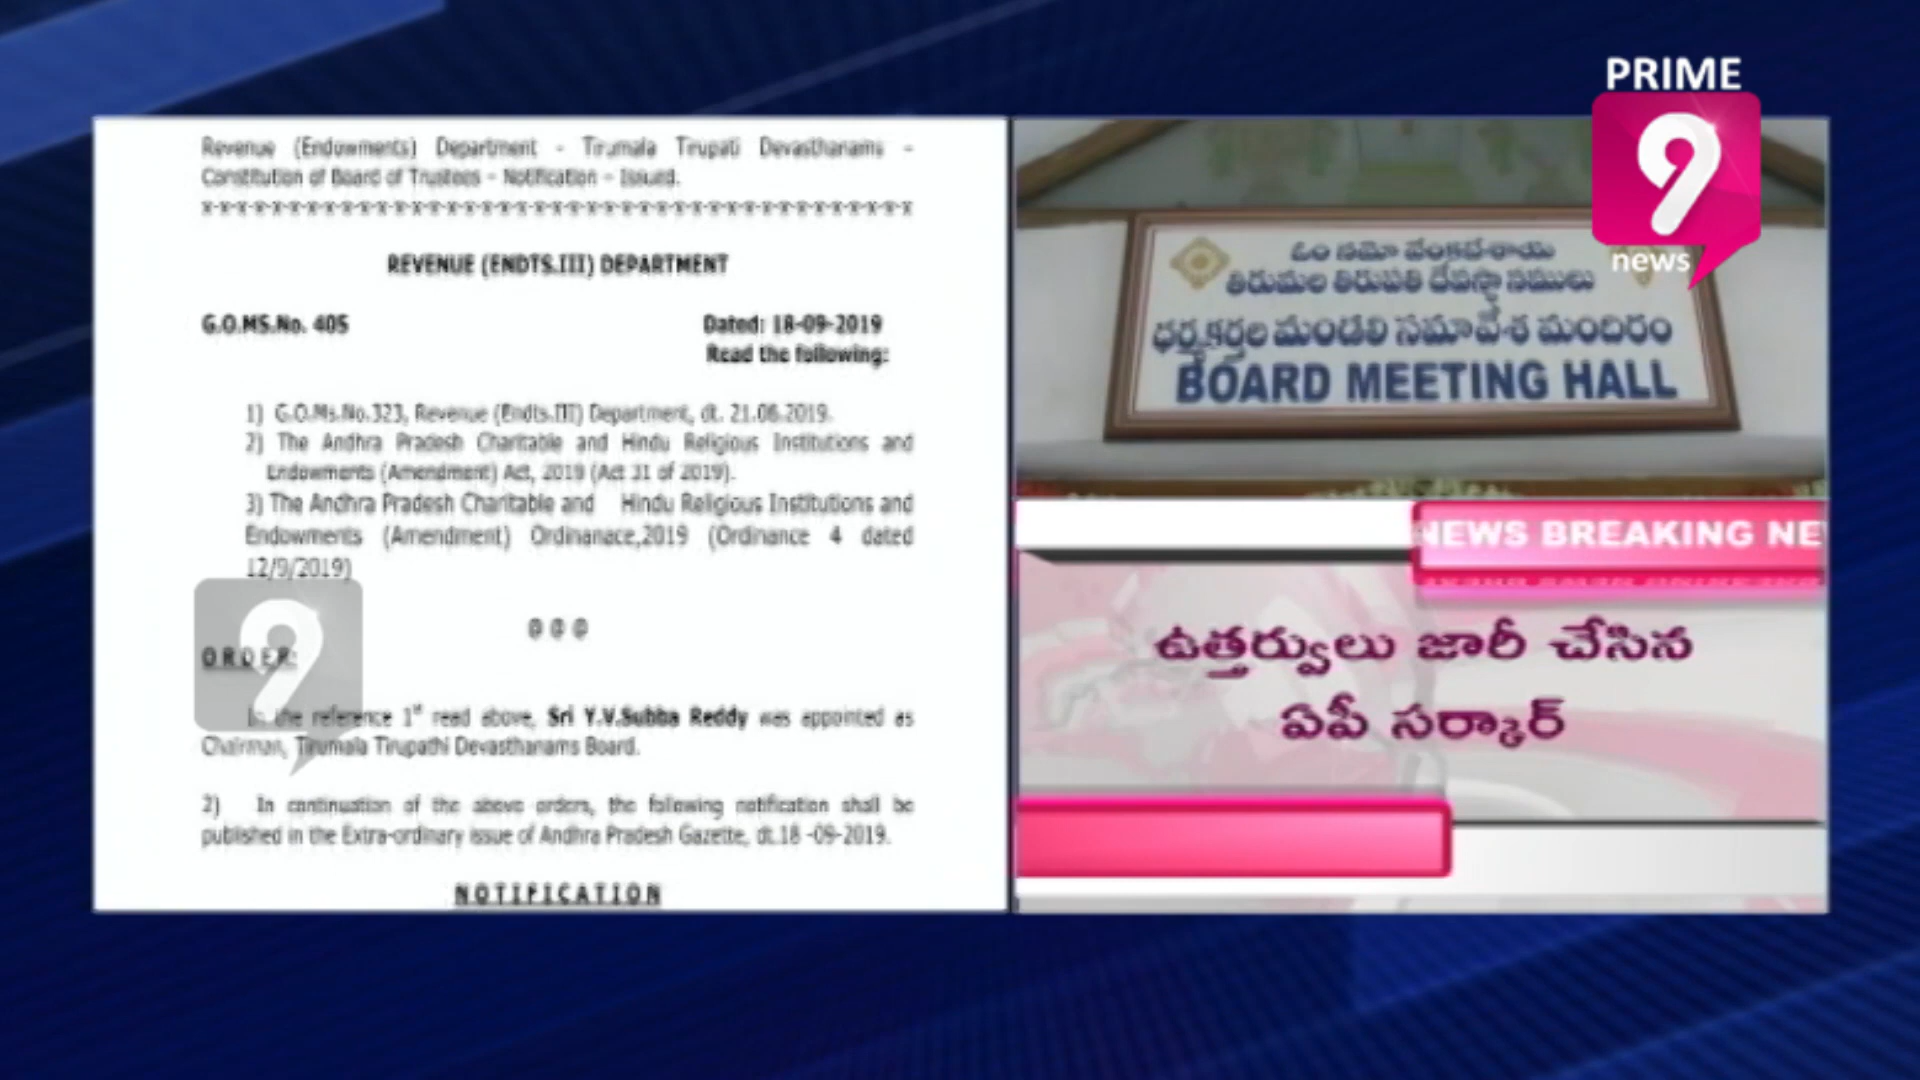 Revenue (Endowments) Department - Tirumala Tirupati Devasthanams -
Constitution of Board of Trustees – Notification – Issued.
REVENUE (ENDTS.III) DEPARTMENT
G.O.MS.No. 405
Dated: 18-09-2019
Read the following:
1) G.O.Ms.No.323, Revenue (Endts.III) Department, dt. 21.06.2019.
2) The Andhra Pradesh Charitable and Hindu Religious Institutions and
Endowments (Amendment) Act, 2019 (Act 31 of 2019).
3) The Andhra Pradesh Charitable and Hindu Religious Institutions and
Endowments (Amendment) Ordinanace,2019 (Ordinance 4 dated
12/9/2019)
@ @ @
ORDER:
In the reference 1st read above, Sri Y.V.Subba Reddy was appointed as
Chairman, Tirumala Tirupathi Devasthanams Board.
2) In continuation of the above orders, the following notification shall be
published in the Extra-ordinary issue of Andhra Pradesh Gazette, dt.18 -09-2019.
NOTIFICATION
PRIME
9
news
ఓం నమో వేంకటేశాయ
తిరుమల తిరుపతి దేవస్థానములు
ధర్మకర్తల మండలి సమావేశ మందిరం
BOARD MEETING HALL
NEWS BREAKING NE
ఉత్తర్వులు జారీ చేసిన
ఏపీ సర్కార్
9